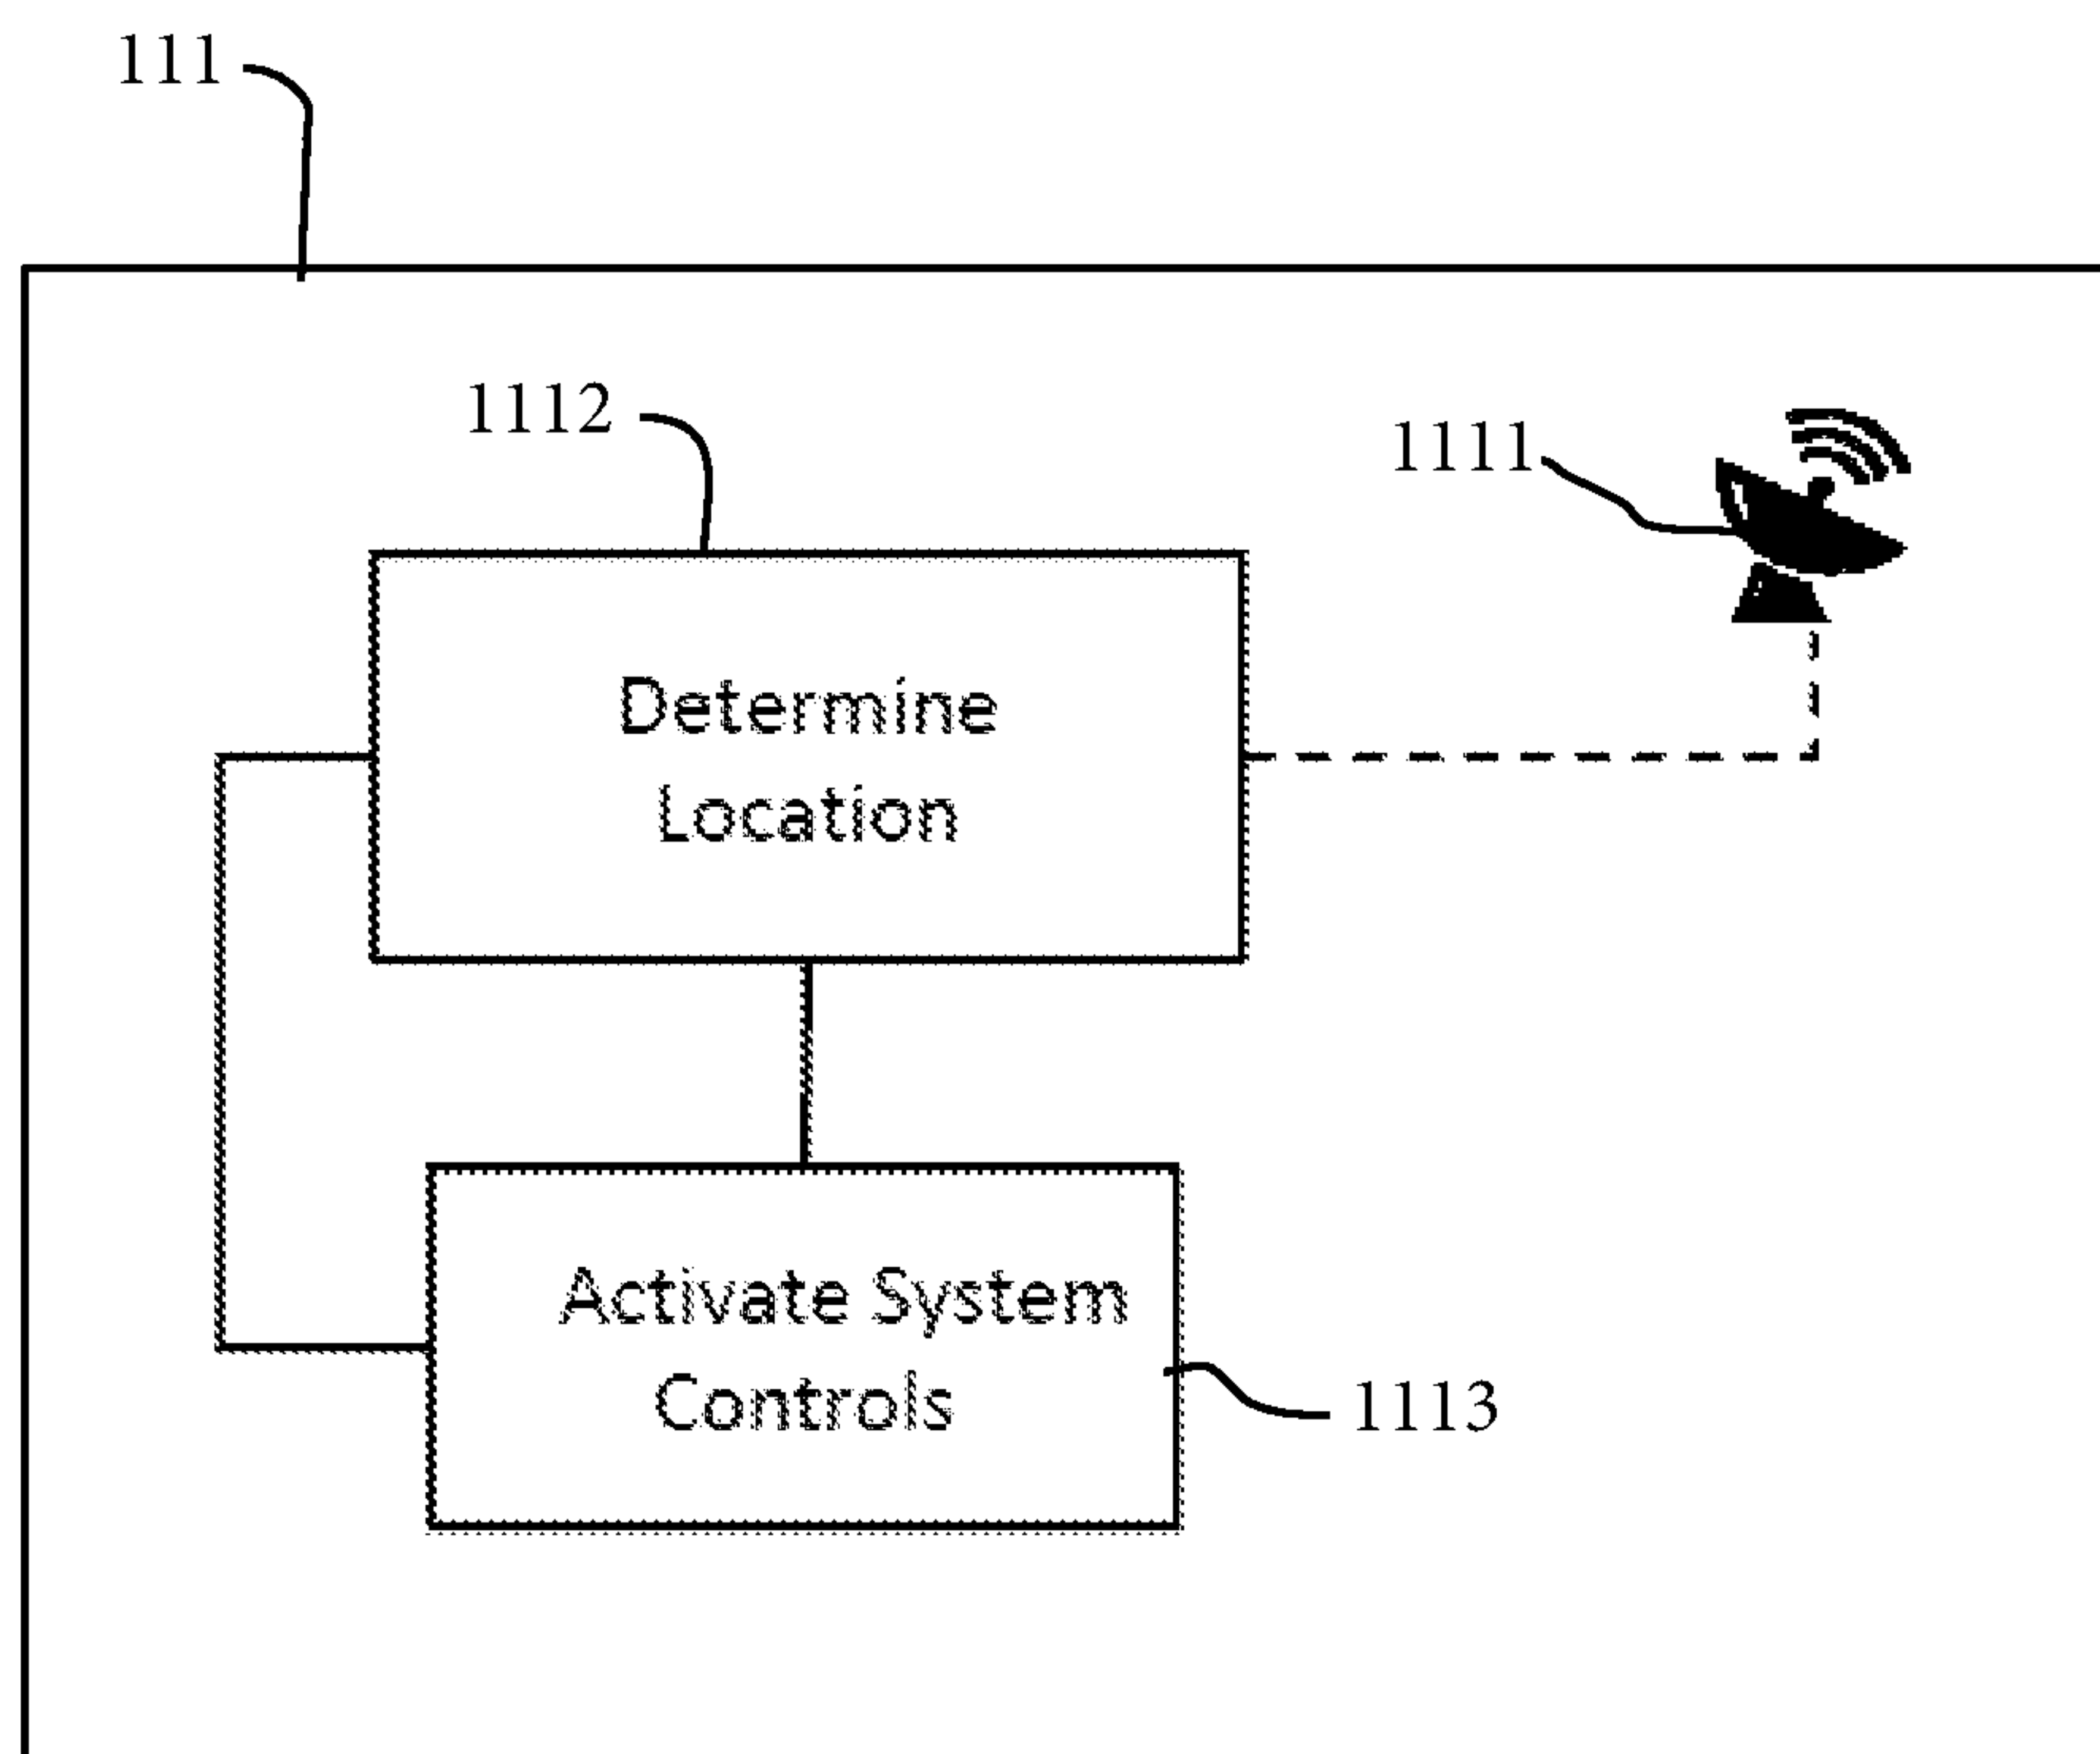 111
1112
1111
Determine
Location
Activate System
Controls
1113